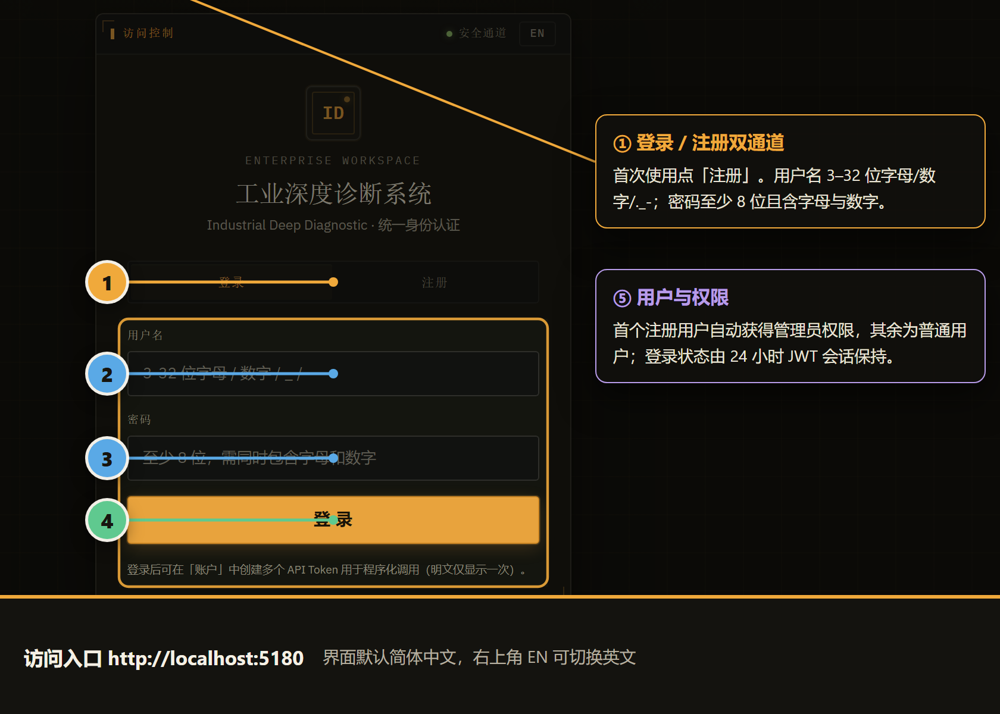 访问控制
安全通道
EN
ID
ENTERPRISE WORKSPACE
工业深度诊断系统
Industrial Deep Diagnostic · 统一身份认证
1
登录
注册
用户名
2
3-32 位字母 / 数字 / _ /
密码
3
至少 8 位，需同时包含字母和数字
4
登 录
登录后可在「账户」中创建多个 API Token 用于程序化调用（明文仅显示一次）。
① 登录 / 注册双通道
首次使用点「注册」。用户名 3–32 位字母/数
字/._-；密码至少 8 位且含字母与数字。
⑤ 用户与权限
首个注册用户自动获得管理员权限，其余为普通用
户；登录状态由 24 小时 JWT 会话保持。
访问入口 http://localhost:5180
界面默认简体中文，右上角 EN 可切换英文